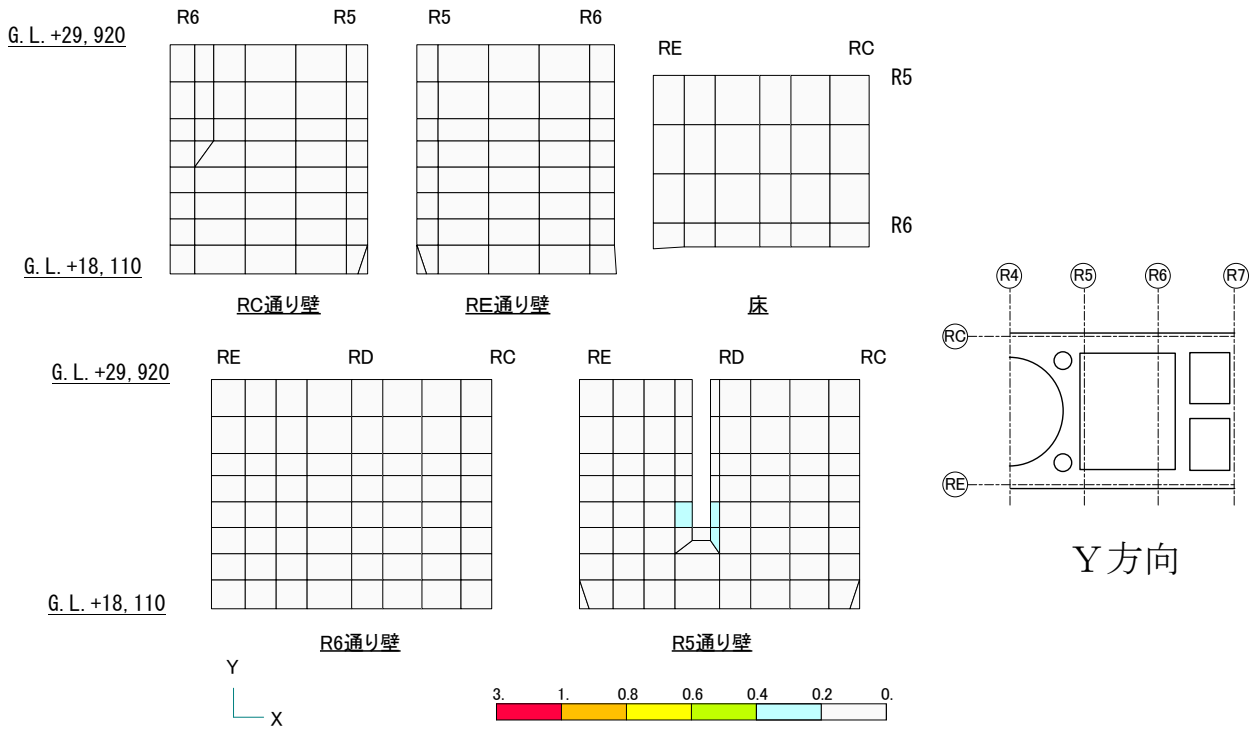 R6 R5
G.L.+29,920
R5 R6
RE RC
R5
R6
G.L.+18,110
RC通り壁
RE通り壁
床
RE RD RC
G.L.+29,920
G.L.+18,110
R6通り壁
RE RD RC
R5通り壁
R4 R5 R6 R7
RC
RE
Y方向
Y
X
3. 1. 0.8 0.6 0.4 0.2 0.